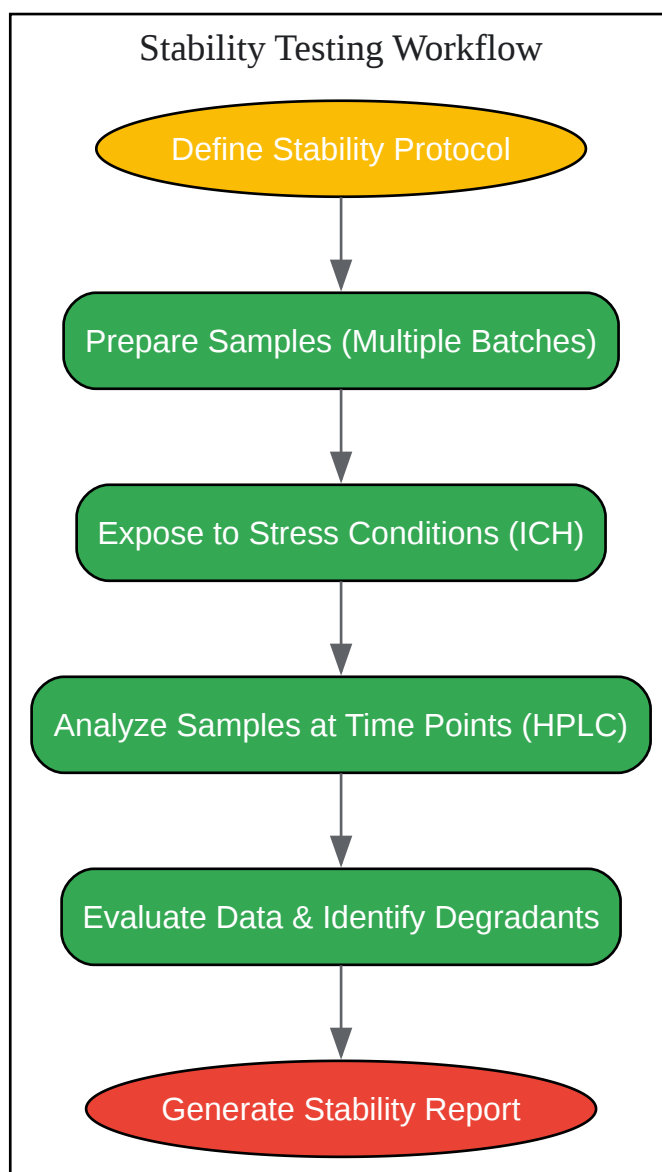 Stability Testing Workflow
Define Stability Protocol
Prepare Samples (Multiple Batches)
Expose to Stress Conditions (ICH)
Analyze Samples at Time Points (HPLC)
Evaluate Data & Identify Degradants
Generate Stability Report